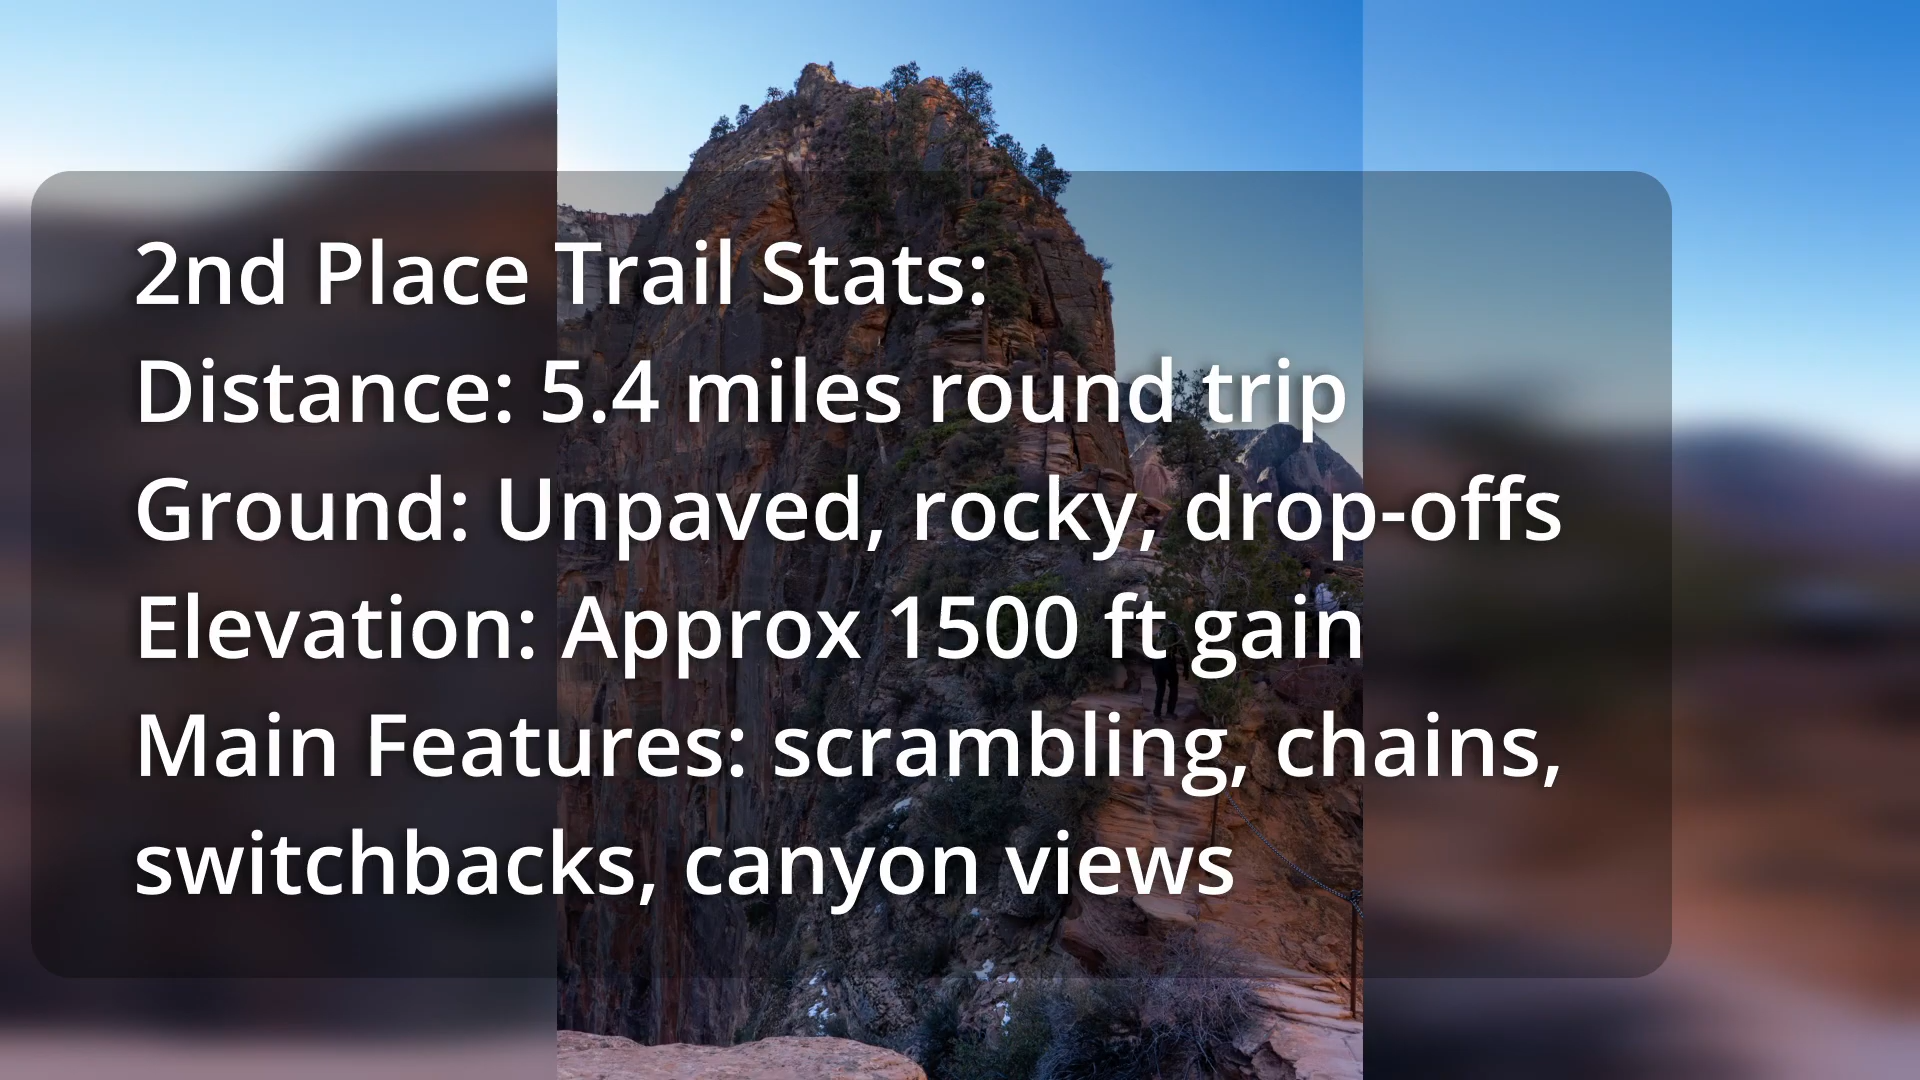 2nd Place Trail Stats:
Distance: 5.4 miles round trip
Ground: Unpaved, rocky, drop-offs
Elevation: Approx 1500 ft gain
Main Features: scrambling, chains,
switchbacks, canyon views